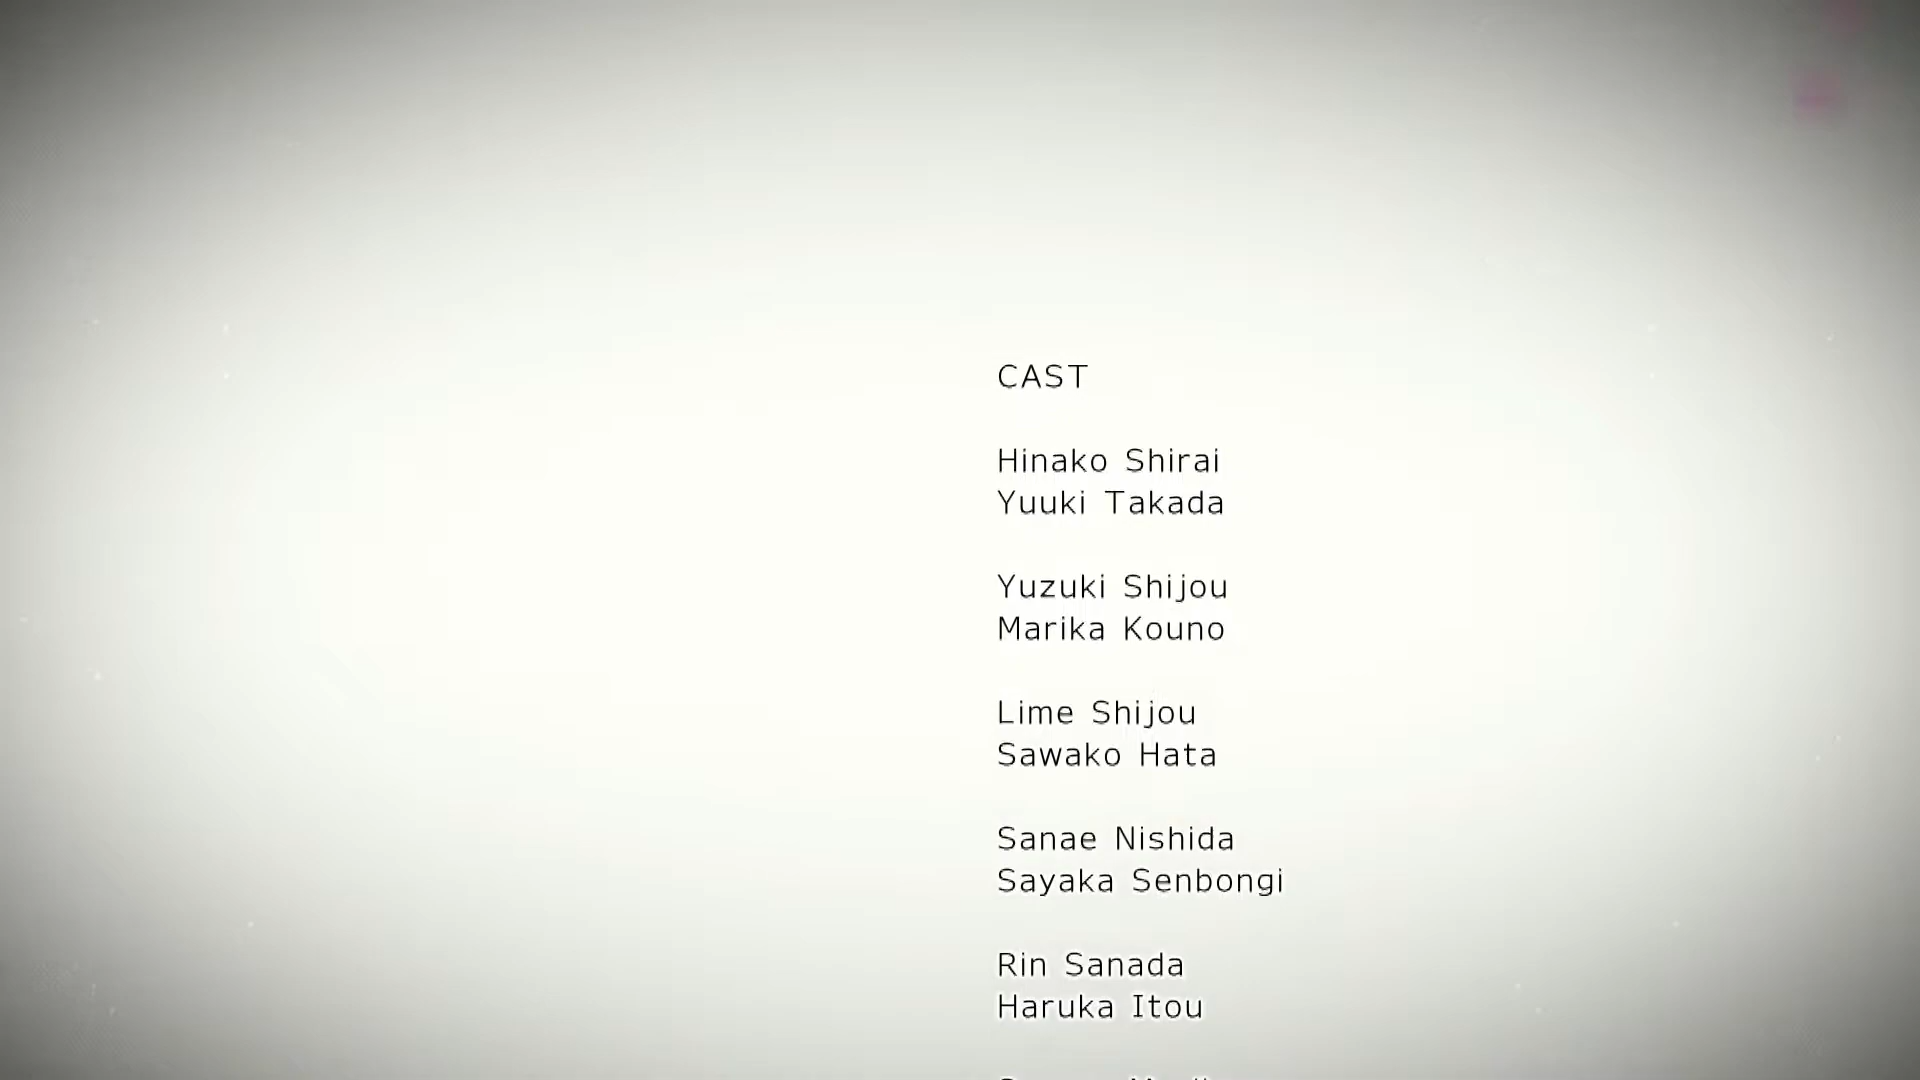 CAST
Hinako Shirai
Yuuki Takada
Yuzuki Shijou
Marika Kouno
Lime Shijou
Sawako Hata
Sanae Nishida
Sayaka Senbongi
Rin Sanada
Haruka Itou